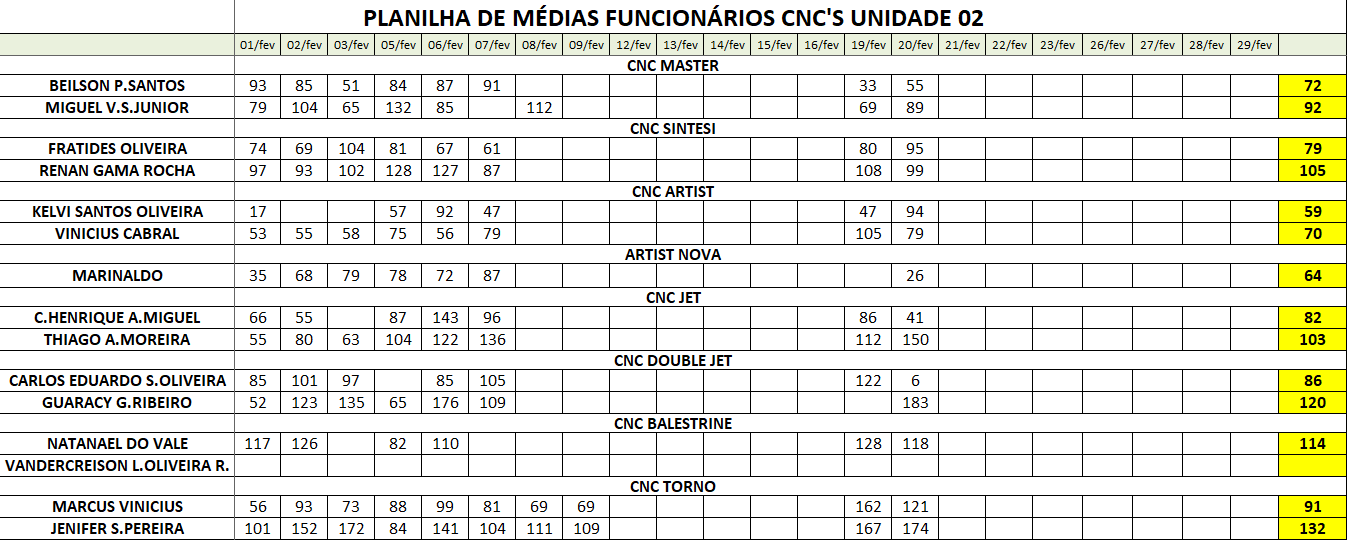 PLANILHA DE MÉDIAS FUNCIONÁRIOS CNC'S UNIDADE 02
01/fev 02/fev 03/fev 05/fev 06/fev 07/fev 08/fev 09/fev 12/fev 13/fev 14/fev 15/fev 16/fev 19/fev 20/fev 21/fev 22/fev 23/fev 26/fev 27/fev 28/fev 29/fev
CNC MASTER
BEILSON P.SANTOS 93 85 51 84 87 91 33 55 72
MIGUEL V.S.JUNIOR 79 104 65 132 85 112 69 89 92
CNC SINTESI
FRATIDES OLIVEIRA 74 69 104 81 67 61 80 95 79
RENAN GAMA ROCHA 97 93 102 128 127 87 108 99 105
CNC ARTIST
KELVI SANTOS OLIVEIRA 17 57 92 47 47 94 59
VINICIUS CABRAL 53 55 58 75 56 79 105 79 70
ARTIST NOVA
MARINALDO 35 68 79 78 72 87 26 64
CNC JET
C.HENRIQUE A.MIGUEL 66 55 87 143 96 86 41 82
THIAGO A.MOREIRA 55 80 63 104 122 136 112 150 103
CNC DOUBLE JET
CARLOS EDUARDO S.OLIVEIRA 85 101 97 85 105 122 6 86
GUARACY G.RIBEIRO 52 123 135 65 176 109 183 120
CNC BALESTRINE
NATANAEL DO VALE 117 126 82 110 128 118 114
VANDERCREISON L.OLIVEIRA R.
CNC TORNO
MARCUS VINICIUS 56 93 73 88 99 81 69 69 162 121 91
JENIFER S.PEREIRA 101 152 172 84 141 104 111 109 167 174 132